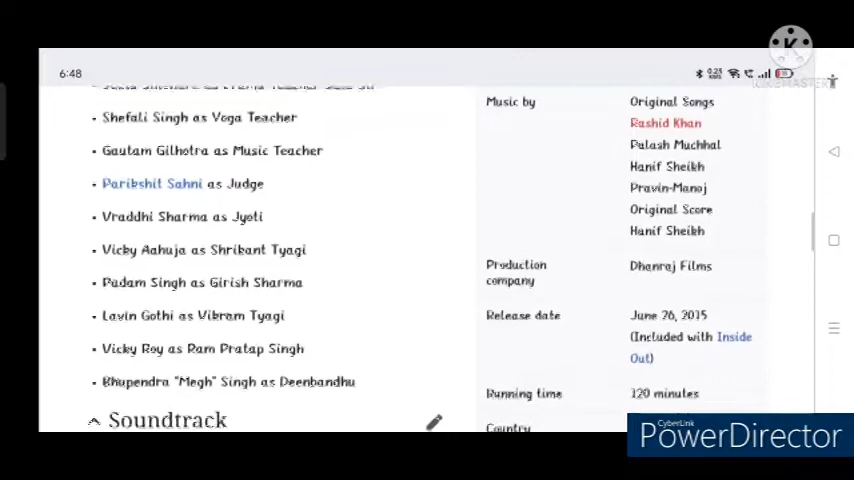 6:48
0.25
KINEMASTER
• Shefali Singh as Yoga Teacher
• Gautam Gilhotra as Music Teacher
• Parikshit Sahni as Judge
• Vraddhi Sharma as Jyoti
• Vicky Aahuja as Shrikant Tyagi
• Padam Singh as Girish Sharma
• Lavin Gothi as Vikram Tyagi
• Vicky Roy as Ram Pratap Singh
• Bhupendra "Megh" Singh as Deenbandhu
Soundtrack
Music by
Original Songs
Rashid Khan
Palash Muchhal
Hanif Sheikh
Pravin-Manoj
Original Score
Hanif Sheikh
Production
company
Dhanraj Films
Release date
June 26, 2015
(Included with Inside
Out)
Running time
120 minutes
Country
CyberLink
PowerDirector